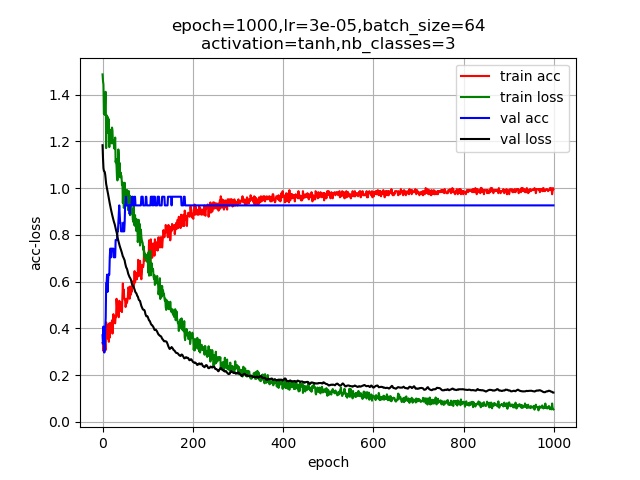 epoch=1000,lr=3e-05,batch_size=64
activation=tanh,nb_classes=3
train acc
train loss
val acc
val loss
acc-loss
1.4
1.2
1.0
0.8
0.6
0.4
0.2
0.0
0 200 400 600 800 1000
epoch